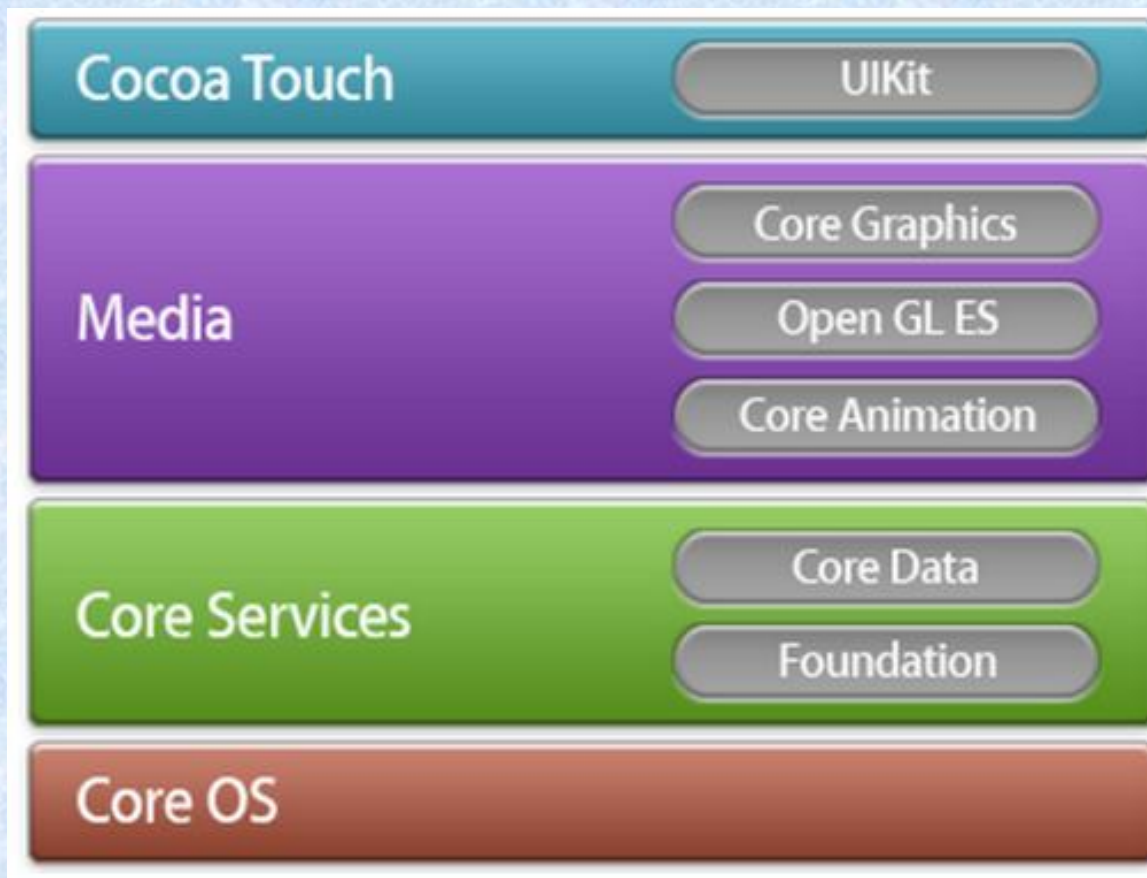 Cocoa Touch
UIKit
Media
Core Graphics
Open GL ES
Core Animation
Core Services
Core Data
Foundation
Core OS